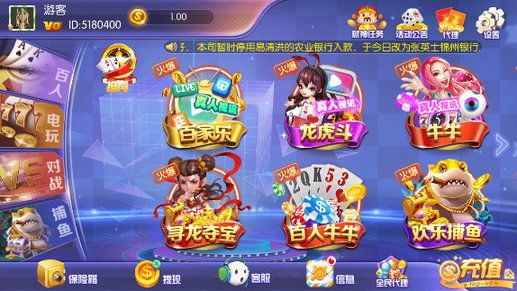 游客
V0 ID:5180400
1.00
财神任务
活动公告
代理
设置
，本司暂时停用易清洪的农业银行入款，于今日改为张英士锦州银行
推荐
百人
电玩
对战
捕鱼
火爆
LIVE
真人视讯
百家乐
火爆
真人视讯
龙虎斗
火爆
真人视讯
牛牛
火爆
寻龙夺宝
火爆
Q K 5 3
百人牛牛
火爆
欢乐捕鱼
保险箱
提现
客服
信息
全民代理
充值
top-up